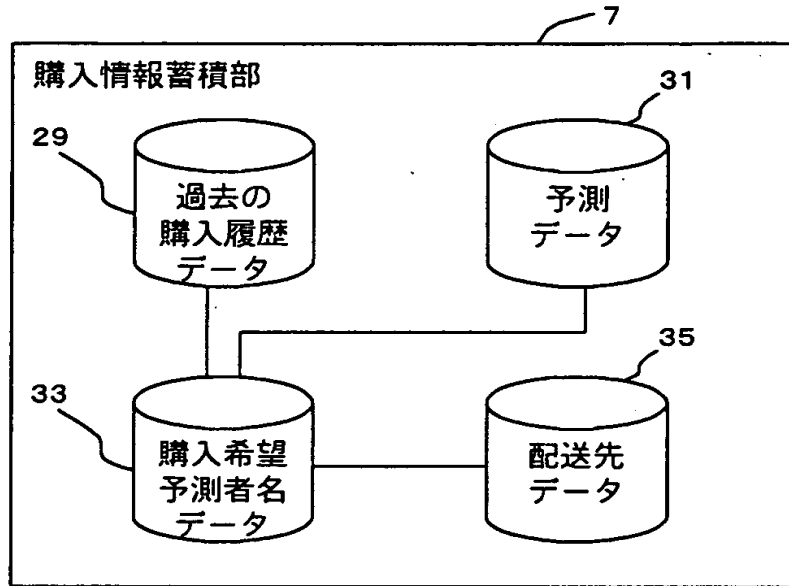 7
購入情報蓄積部
29
過去の
購入履歴
データ
31
予測
データ
33
購入希望
予測者名
データ
35
配送先
データ